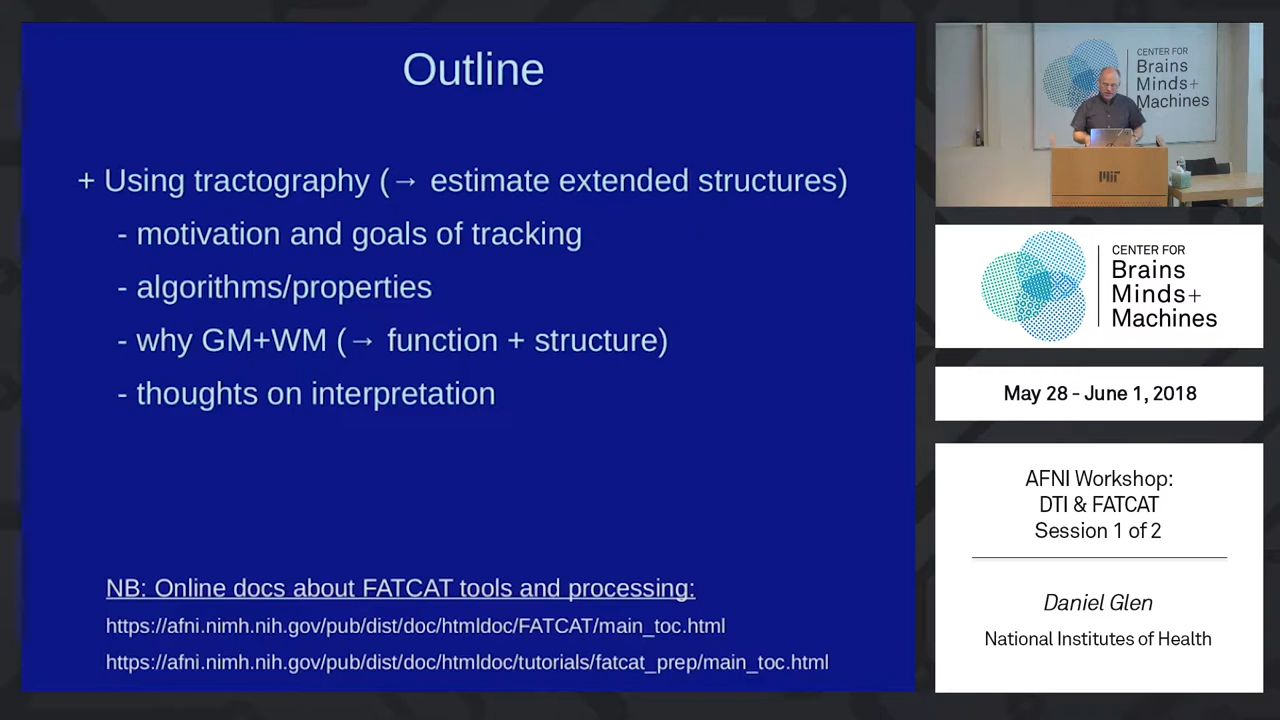 Outline
+ Using tractography (→ estimate extended structures)
- motivation and goals of tracking
- algorithms/properties
- why GM+WM (→ function + structure)
- thoughts on interpretation
NB: Online docs about FATCAT tools and processing:
https://afni.nimh.nih.gov/pub/dist/doc/htmldoc/FATCAT/main_toc.html
https://afni.nimh.nih.gov/pub/dist/doc/htmldoc/tutorials/fatcat_prep/main_toc.html
CENTER FOR
Brains
Minds+
Machines
MIT
CENTER FOR
Brains
Minds+
Machines
May 28 - June 1, 2018
AFNI Workshop:
DTI & FATCAT
Session 1 of 2
Daniel Glen
National Institutes of Health